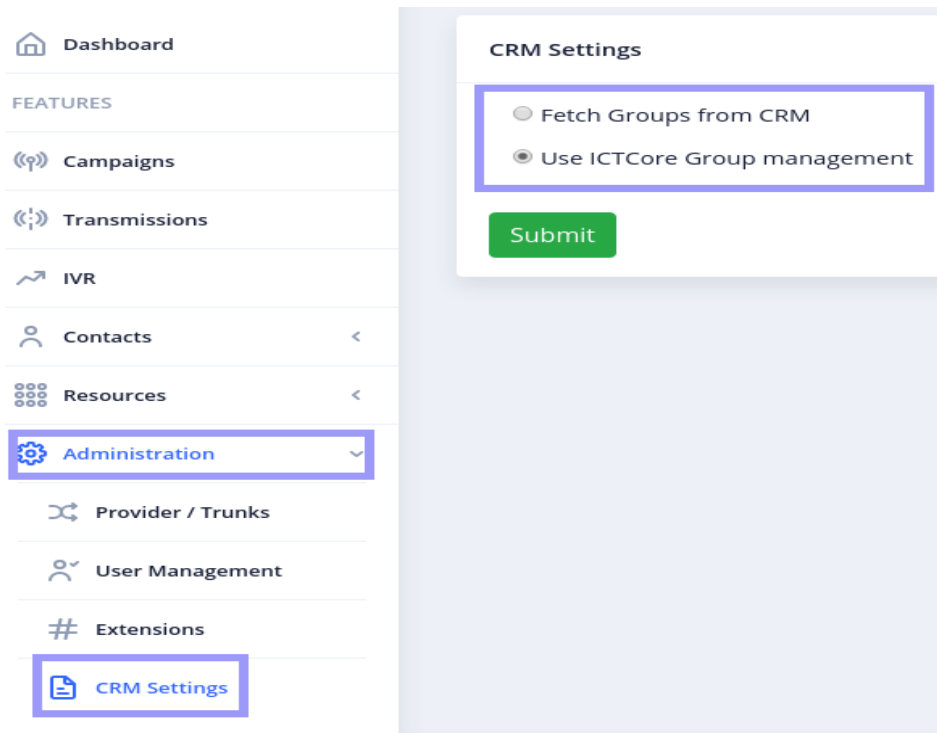 Dashboard
FEATURES
Campaigns
Transmissions
IVR
Contacts
Resources
Administration
Provider / Trunks
User Management
Extensions
CRM Settings
CRM Settings
Fetch Groups from CRM
Use ICTCore Group management
Submit